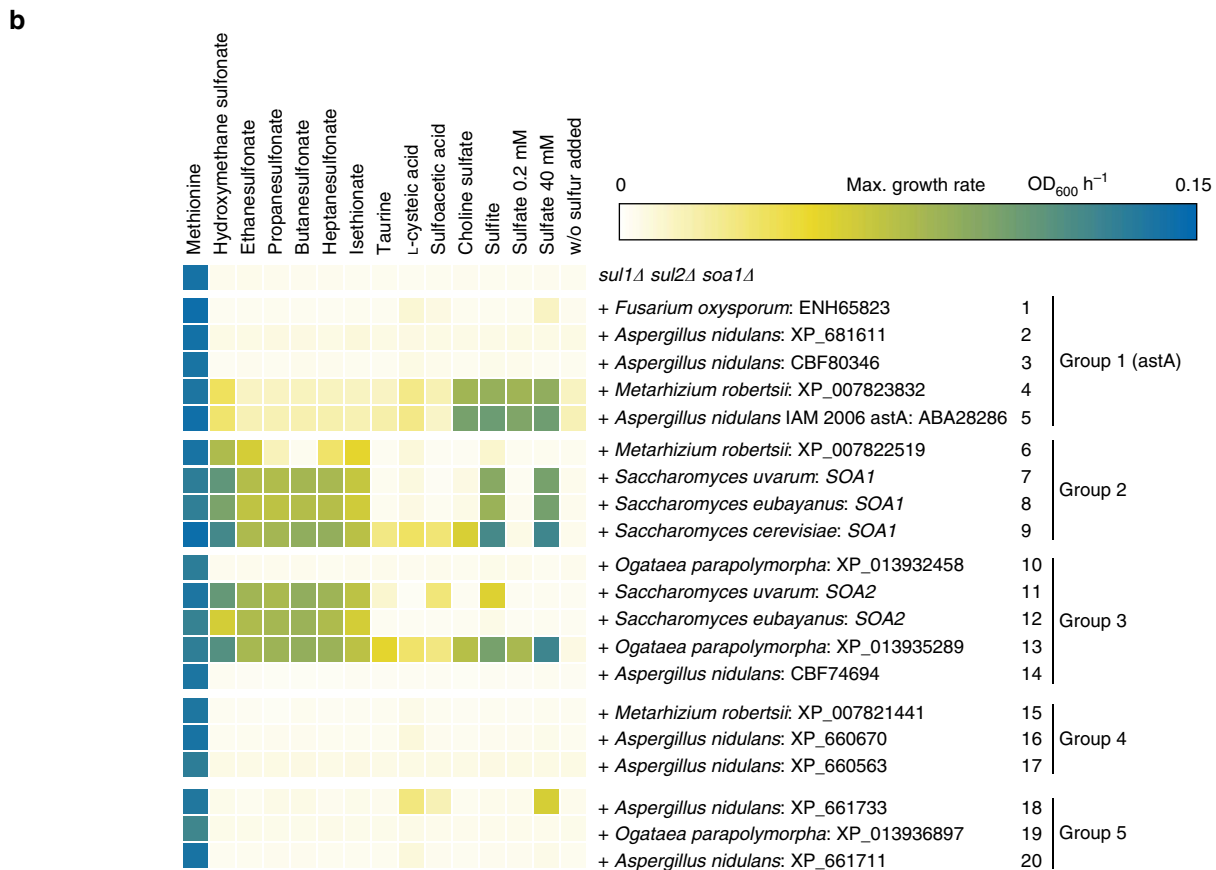 b
Methionine
Hydroxymethane sulfonate
Ethanesulfonate
Propanesulfonate
Butanesulfonate
Heptanesulfonate
Isethionate
Taurine
L-cysteic acid
Sulfoacetic acid
Choline sulfate
Sulfite
Sulfate 0.2 mM
Sulfate 40 mM
w/o sulfur added
0 Max. growth rate OD600 h−1 0.15
sul1Δ sul2Δ soa1Δ
+ Fusarium oxysporum: ENH65823 1
+ Aspergillus nidulans: XP_681611 2
+ Aspergillus nidulans: CBF80346 3
Group 1 (astA)
+ Metarhizium robertsii: XP_007823832 4
+ Aspergillus nidulans IAM 2006 astA: ABA28286 5
+ Metarhizium robertsii: XP_007822519 6
+ Saccharomyces uvarum: SOA1 7
Group 2
+ Saccharomyces eubayanus: SOA1 8
+ Saccharomyces cerevisiae: SOA1 9
+ Ogataea parapolymorpha: XP_013932458 10
+ Saccharomyces uvarum: SOA2 11
Group 3
+ Saccharomyces eubayanus: SOA2 12
+ Ogataea parapolymorpha: XP_013935289 13
+ Aspergillus nidulans: CBF74694 14
+ Metarhizium robertsii: XP_007821441 15
+ Aspergillus nidulans: XP_660670 16
Group 4
+ Aspergillus nidulans: XP_660563 17
+ Aspergillus nidulans: XP_661733 18
+ Ogataea parapolymorpha: XP_013936897 19
Group 5
+ Aspergillus nidulans: XP_661711 20